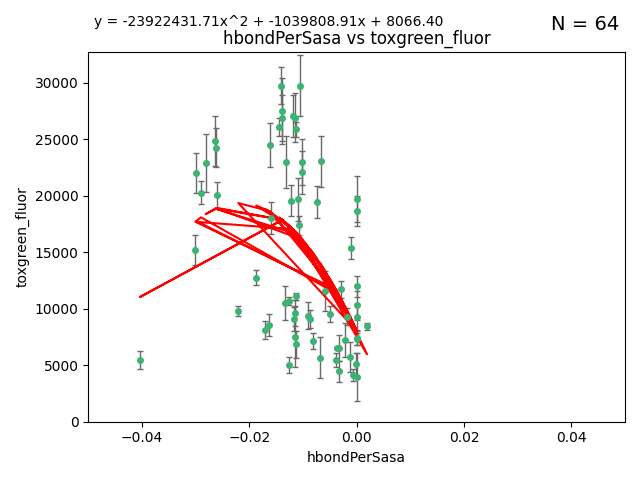 y = -23922431.71x^2 + -1039808.91x + 8066.40
N = 64
hbondPerSasa vs toxgreen_fluor
30000
25000
20000
15000
10000
5000
0
toxgreen_fluor
−0.04
−0.02
0.00
0.02
0.04
hbondPerSasa